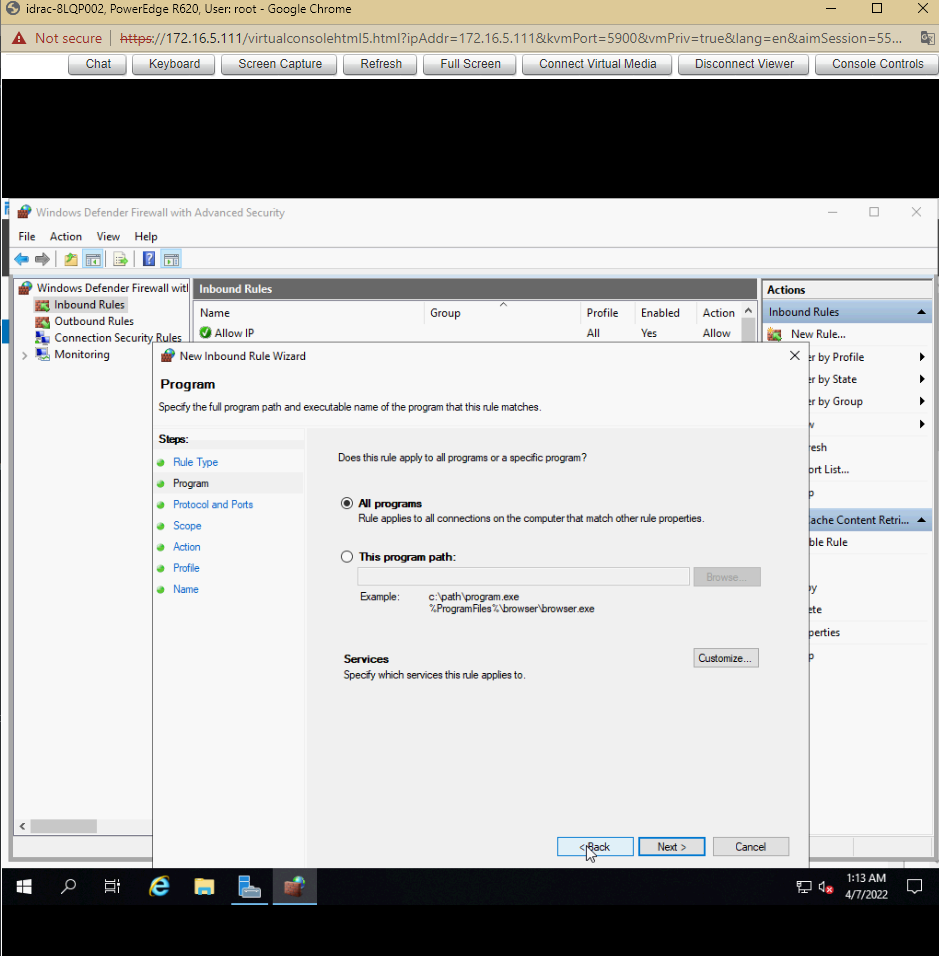 idrac-8LQP002, PowerEdge R620, User: root - Google Chrome
Not secure | https://172.16.5.111/virtualconsolehtml5.html?ipAddr=172.16.5.111&kvmPort=5900&vmPriv=true&lang=en&aimSession=55...
Chat Keyboard Screen Capture Refresh Full Screen Connect Virtual Media Disconnect Viewer Console Controls
Windows Defender Firewall with Advanced Security
File Action View Help
Windows Defender Firewall with
Inbound Rules
Outbound Rules
Connection Security Rules
Monitoring
Inbound Rules
Name Group Profile Enabled Action
Allow IP All Yes Allow
Actions
Inbound Rules
New Rule...
er by Profile
er by State
er by Group
w
resh
ort List...
p
ache Content Retri...
ble Rule
py
ete
perties
p
New Inbound Rule Wizard
Program
Specify the full program path and executable name of the program that this rule matches.
Steps:
Rule Type
Program
Protocol and Ports
Scope
Action
Profile
Name
Does this rule apply to all programs or a specific program?
All programs
Rule applies to all connections on the computer that match other rule properties.
This program path:
Browse...
Example: c:\path\program.exe
%ProgramFiles%\browser\browser.exe
Services
Specify which services this rule applies to.
Customize...
< Back Next > Cancel
1:13 AM
4/7/2022